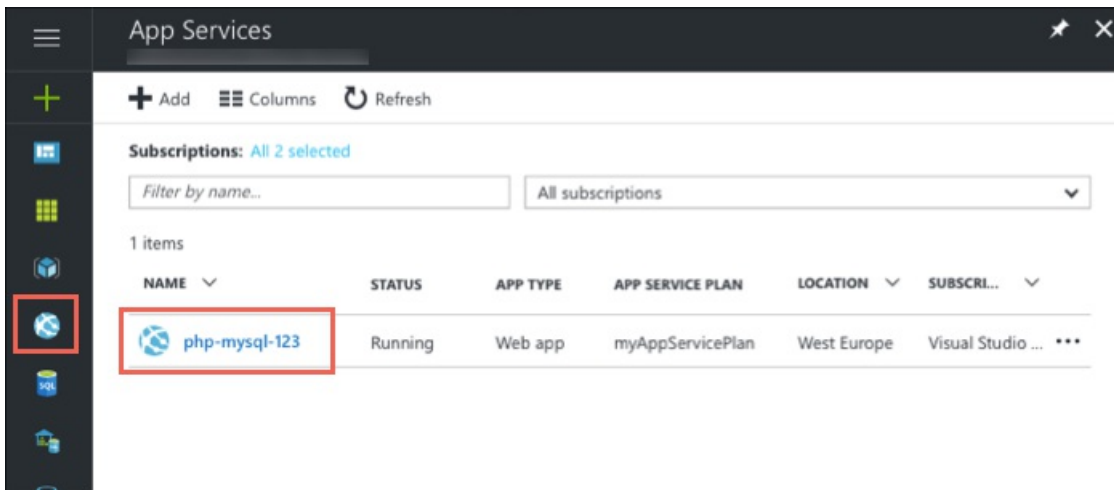 App Services
Add Columns Refresh
Subscriptions: All 2 selected
Filter by name... All subscriptions
1 items
NAME STATUS APP TYPE APP SERVICE PLAN LOCATION SUBSCRI...
php-mysql-123 Running Web app myAppServicePlan West Europe Visual Studio ...
SQL